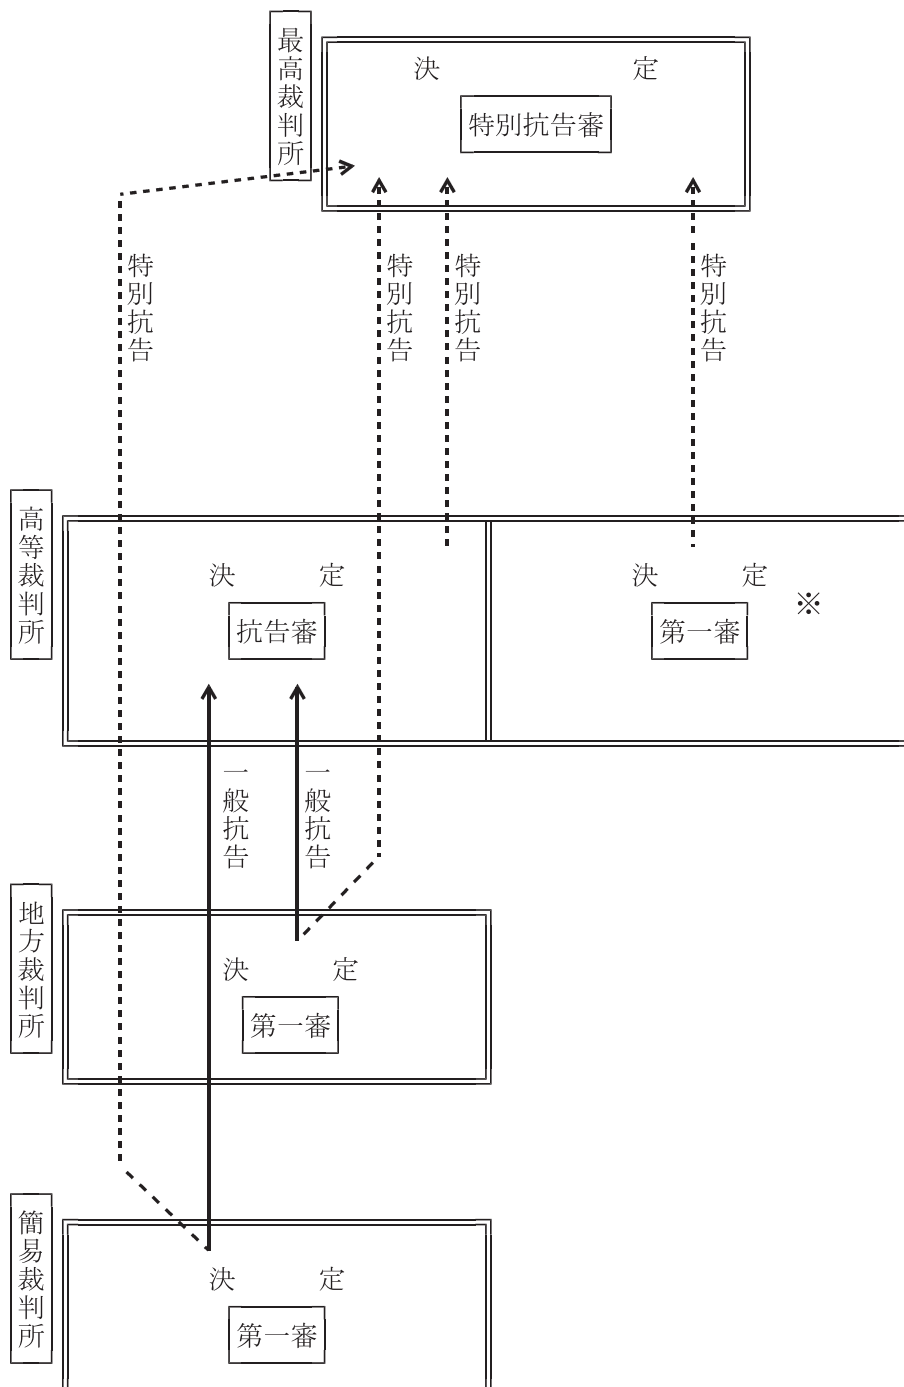 最高裁判所
決　定
特別抗告審
特別抗告
特別抗告
特別抗告
特別抗告
高等裁判所
決　定
抗告審
決　定
※
第一審
一般抗告
一般抗告
地方裁判所
決　定
第一審
簡易裁判所
決　定
第一審